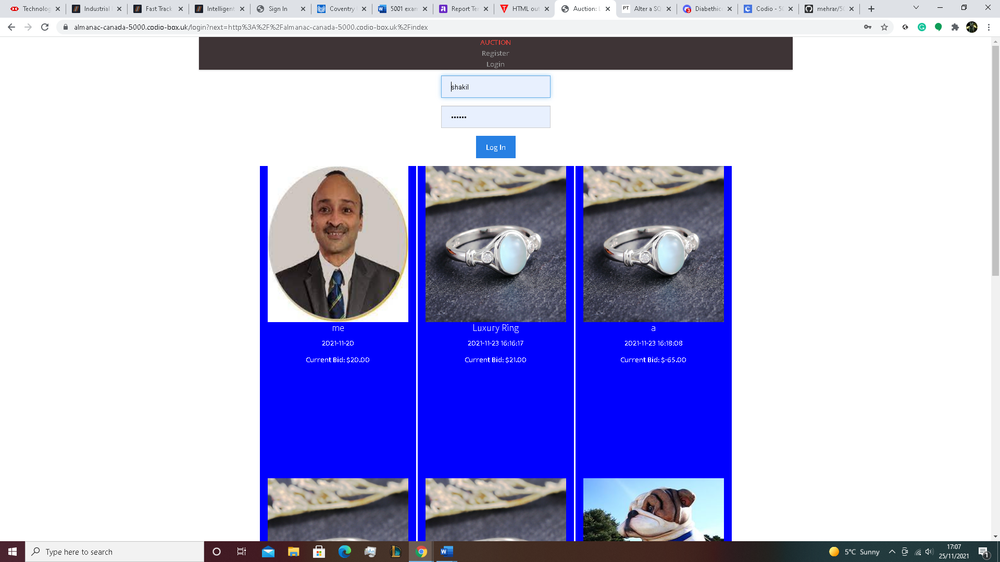 Technolog
Industrial
Fast Track
Intelligent
Sign In
Coventry
5001 exan
Report Ter
HTML out
Auction: L
Alter a SQ
Diabethic
Codio - 50
mehrar/50
almanac-canada-5000.codio-box.uk/login?next=http%3A%2F%2Falmanac-canada-5000.codio-box.uk%2Findex
AUCTION
Register
Login
shakil
••••••
Log In
me
2021-11-20
Current Bid: $20.00
Luxury Ring
2021-11-23 16:16:17
Current Bid: $21.00
a
2021-11-23 16:18:08
Current Bid: $-65.00
Type here to search
5°C Sunny
17:07
25/11/2021
1